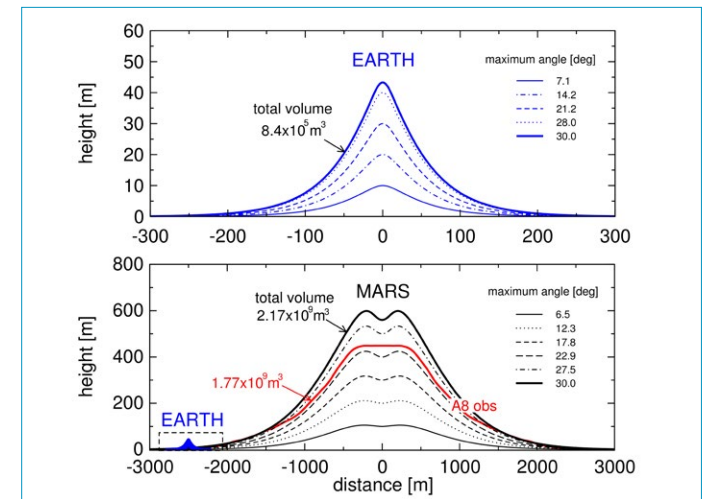 60
50
40
30
20
10
0
height [m]
EARTH
total volume
8.4x10⁵m³
maximum angle [deg]
7.1
14.2
21.2
28.0
30.0
-300 -200 -100 0 100 200 300
800
600
400
200
0
height [m]
MARS
total volume
2.17x10⁹m³
maximum angle [deg]
6.5
12.3
17.8
22.9
27.5
30.0
1.77x10⁹m³
A8 obs
EARTH
-3000 -2000 -1000 0 1000 2000 3000
distance [m]